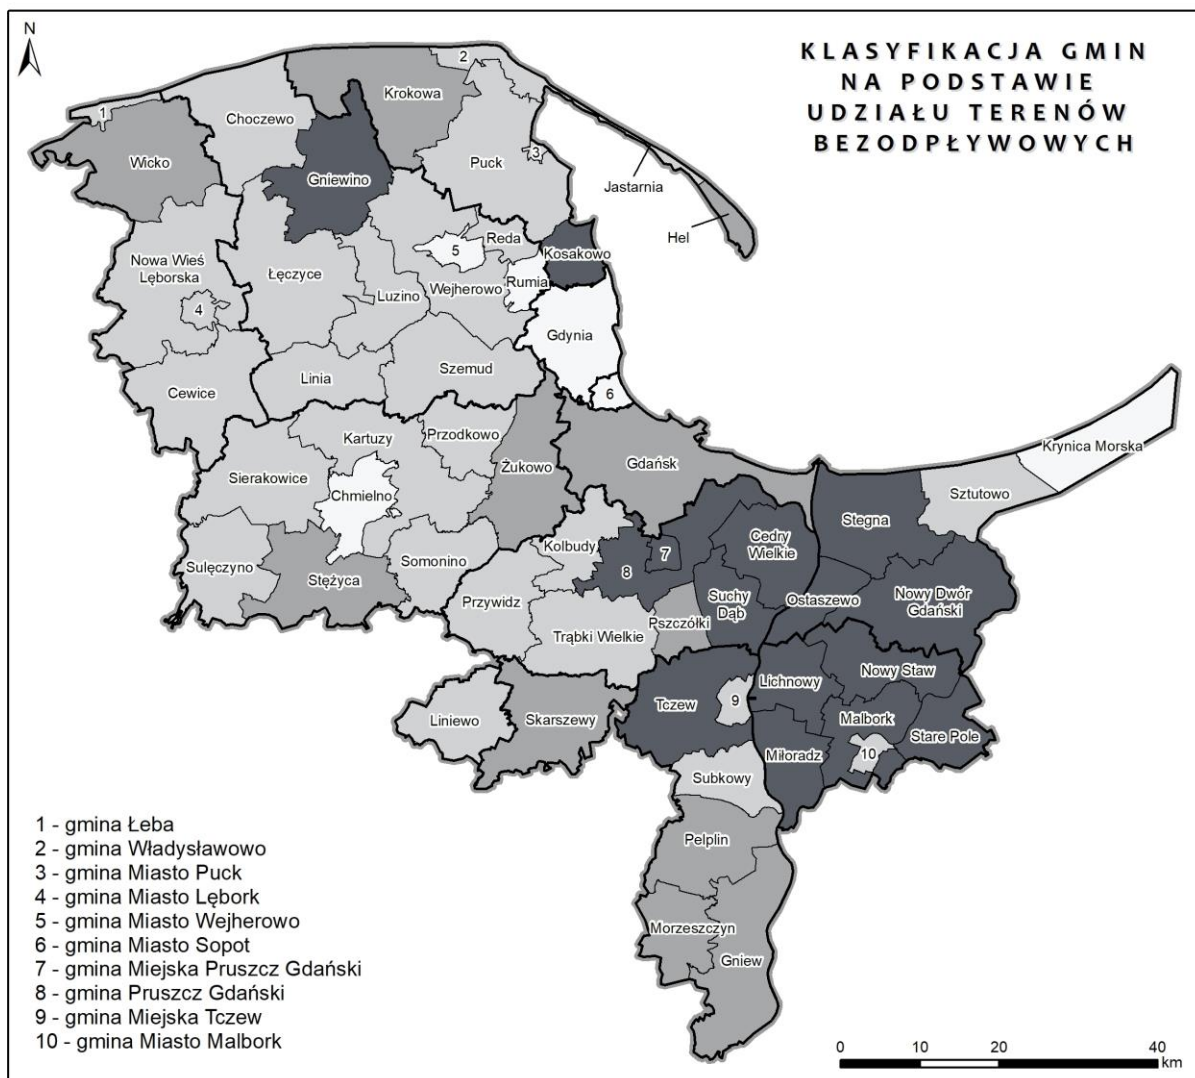 N
KLASYFIKACJA GMIN
NA PODSTAWIE
UDZIAŁU TERENÓW
BEZODPŁYWOWYCH
2
Krokowa
1
Choczewo
Wicko
Puck
3
Gniewino
Jastarnia
Hel
Reda
5
Kosakowo
Nowa Wieś
Lęborska
Łęczyce
Rumia
Wejherowo
Luzino
4
Gdynia
Szemud
Linia
Cewice
6
Kartuzy
Przodkowo
Krynica Morska
Gdańsk
Żukowo
Sierakowice
Chmielno
Sztutowo
Stegna
Cedry
Wielkie
Kolbudy
7
8
Somonino
Sulęczyno
Stężyca
Suchy
Dąb
Ostaszewo
Nowy Dwór
Gdański
Przywidz
Pszczółki
Trąbki Wielkie
Nowy Staw
Lichnowy
Tczew
9
Liniewo
Skarszewy
Malbork
Stare Pole
10
Miłoradz
Subkowy
Pelplin
Morzeszczyn
Gniew
1 - gmina Łeba
2 - gmina Władysławowo
3 - gmina Miasto Puck
4 - gmina Miasto Lębork
5 - gmina Miasto Wejherowo
6 - gmina Miasto Sopot
7 - gmina Miejska Pruszcz Gdański
8 - gmina Pruszcz Gdański
9 - gmina Miejska Tczew
10 - gmina Miasto Malbork
0 10 20 40
km